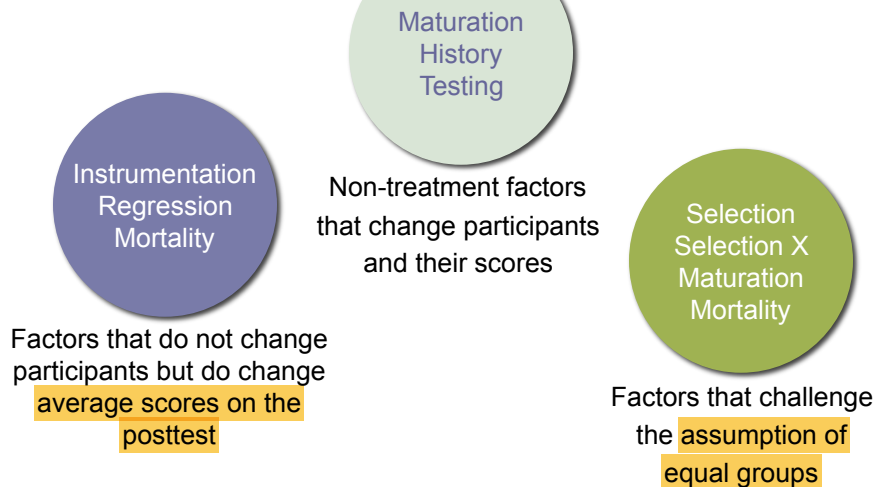 Maturation
History
Testing
Non-treatment factors
that change participants
and their scores
Instrumentation
Regression
Mortality
Factors that do not change
participants but do change
average scores on the
posttest
Selection
Selection X
Maturation
Mortality
Factors that challenge
the assumption of
equal groups